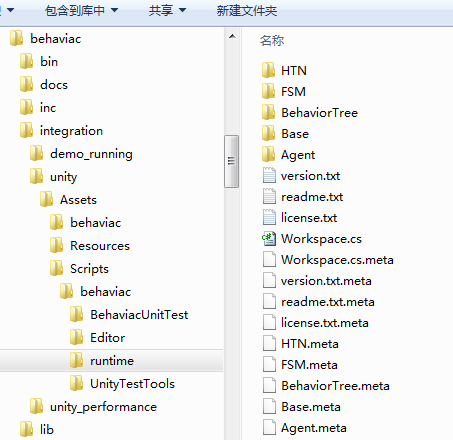 包含到库中 共享 新建文件夹
behaviac
bin
docs
inc
integration
demo_running
unity
Assets
behaviac
Resources
Scripts
behaviac
BehaviacUnitTest
Editor
runtime
UnityTestTools
unity_performance
lib
名称
HTN
FSM
BehaviorTree
Base
Agent
version.txt
readme.txt
license.txt
Workspace.cs
Workspace.cs.meta
version.txt.meta
readme.txt.meta
license.txt.meta
HTN.meta
FSM.meta
BehaviorTree.meta
Base.meta
Agent.meta